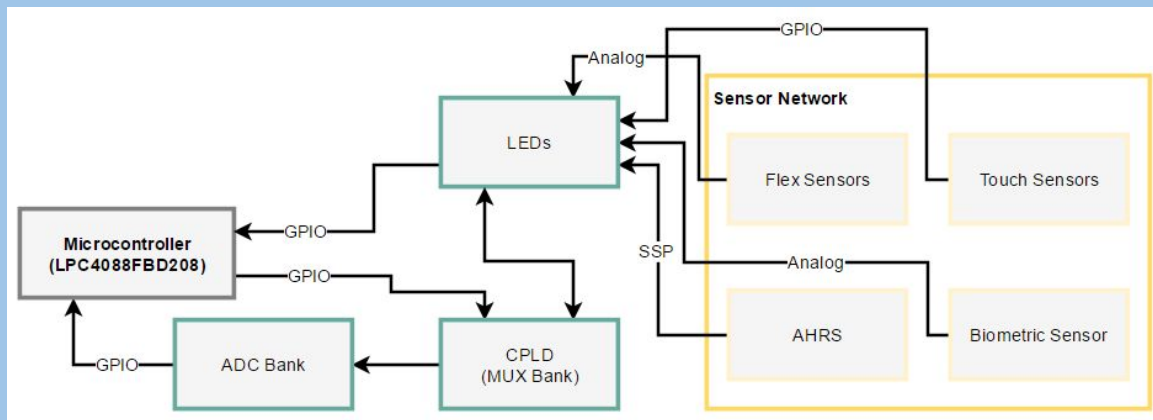 GPIO
Analog
Sensor Network
LEDs
Flex Sensors
Touch Sensors
Microcontroller
(LPC4088FBD208)
GPIO
GPIO
SSP
Analog
GPIO
ADC Bank
CPLD
(MUX Bank)
AHRS
Biometric Sensor